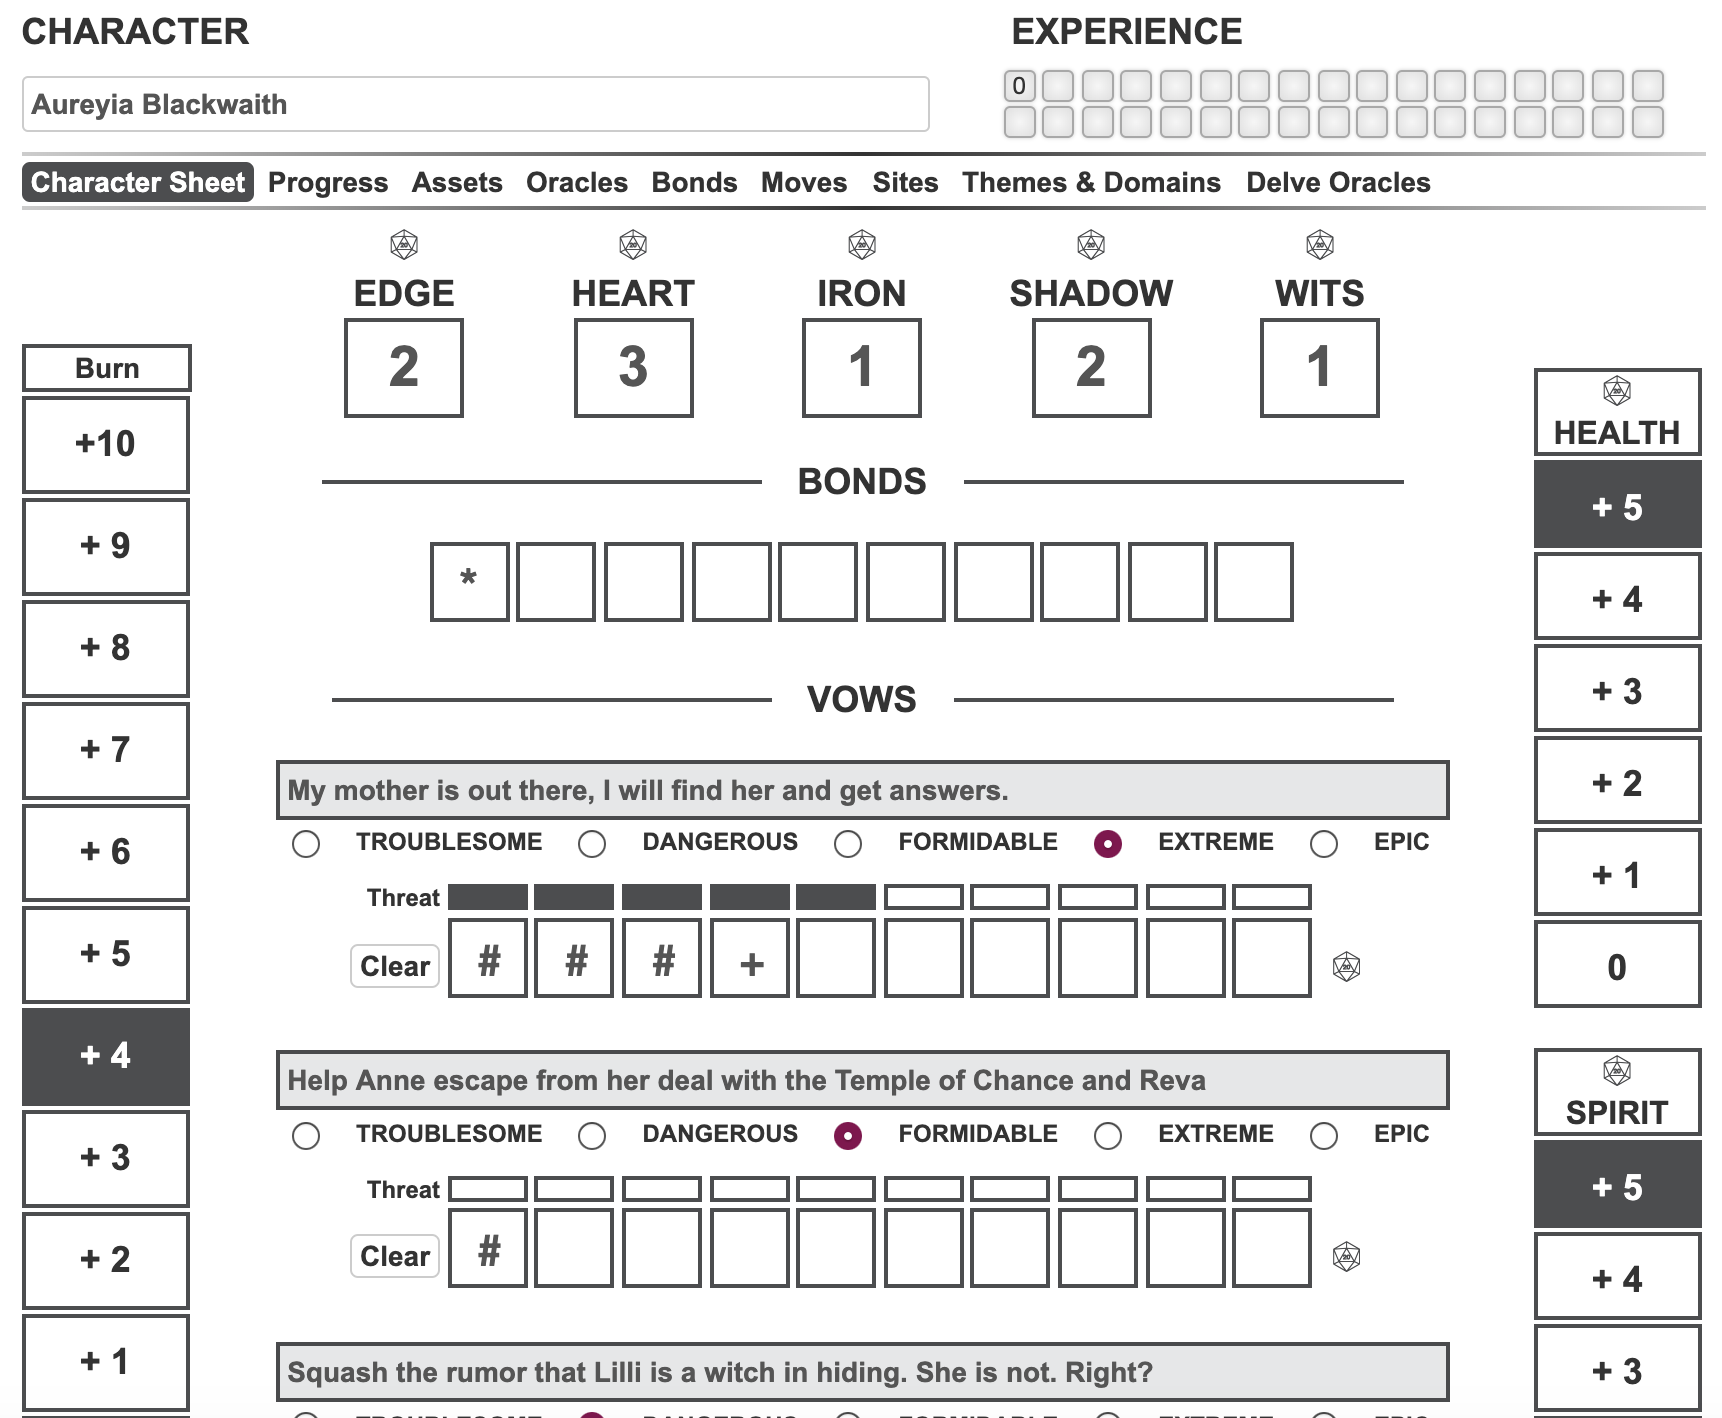 CHARACTER
EXPERIENCE
Aureyia Blackwaith
0
Character Sheet Progress Assets Oracles Bonds Moves Sites Themes & Domains Delve Oracles
EDGE HEART IRON SHADOW WITS
2 3 1 2 1
Burn
+10
+ 9
+ 8
+ 7
+ 6
+ 5
+ 4
+ 3
+ 2
+ 1
BONDS
*
VOWS
My mother is out there, I will find her and get answers.
TROUBLESOME DANGEROUS FORMIDABLE EXTREME EPIC
Threat
Clear # # # +
Help Anne escape from her deal with the Temple of Chance and Reva
TROUBLESOME DANGEROUS FORMIDABLE EXTREME EPIC
Threat
Clear #
Squash the rumor that Lilli is a witch in hiding. She is not. Right?
TROUBLESOME DANGEROUS FORMIDABLE EXTREME EPIC
HEALTH
+ 5
+ 4
+ 3
+ 2
+ 1
0
SPIRIT
+ 5
+ 4
+ 3